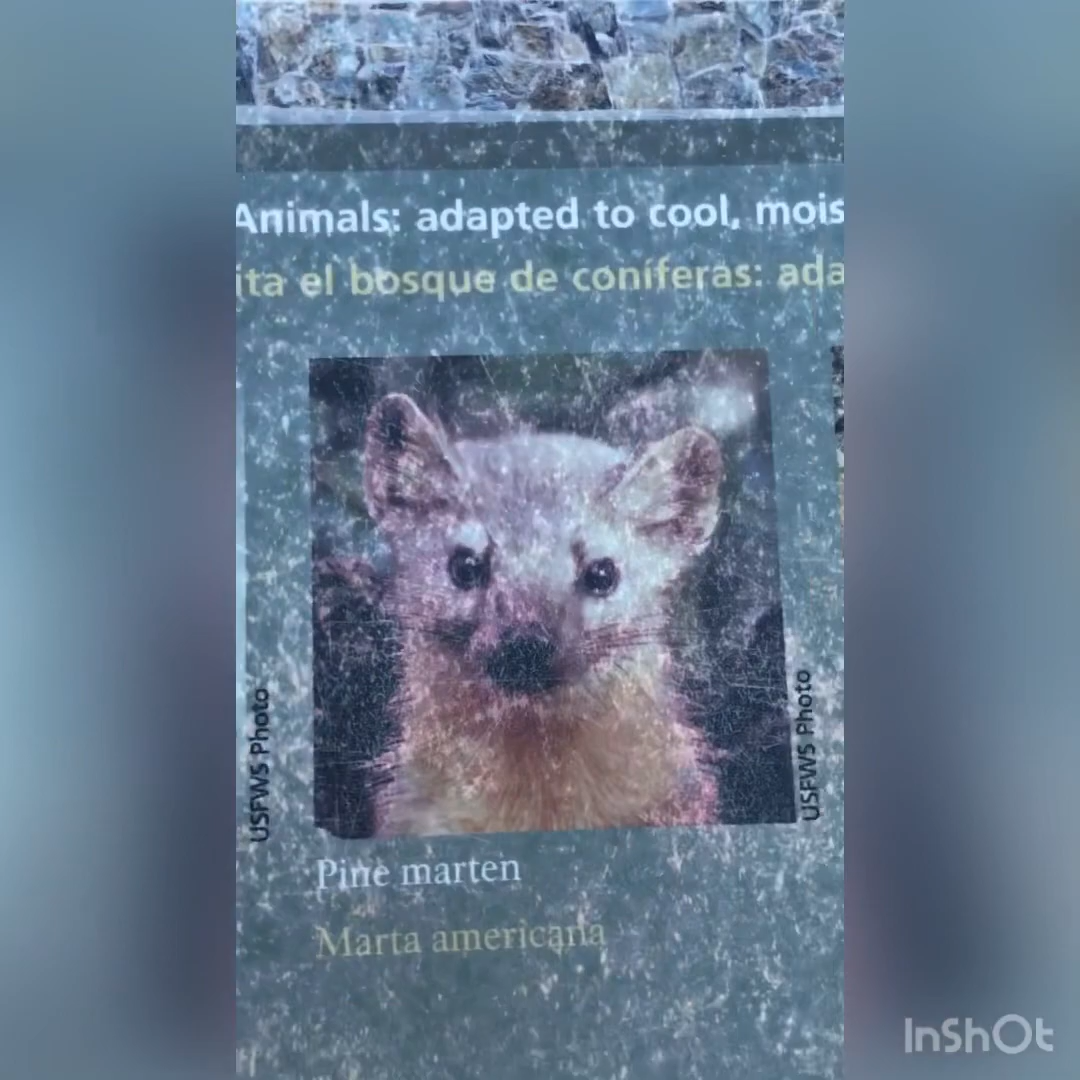 Animals: adapted to cool, mois
ita el bosque de coníferas: ada
USFWS Photo
USFWS Photo
Pine marten
Marta americana
InShOt